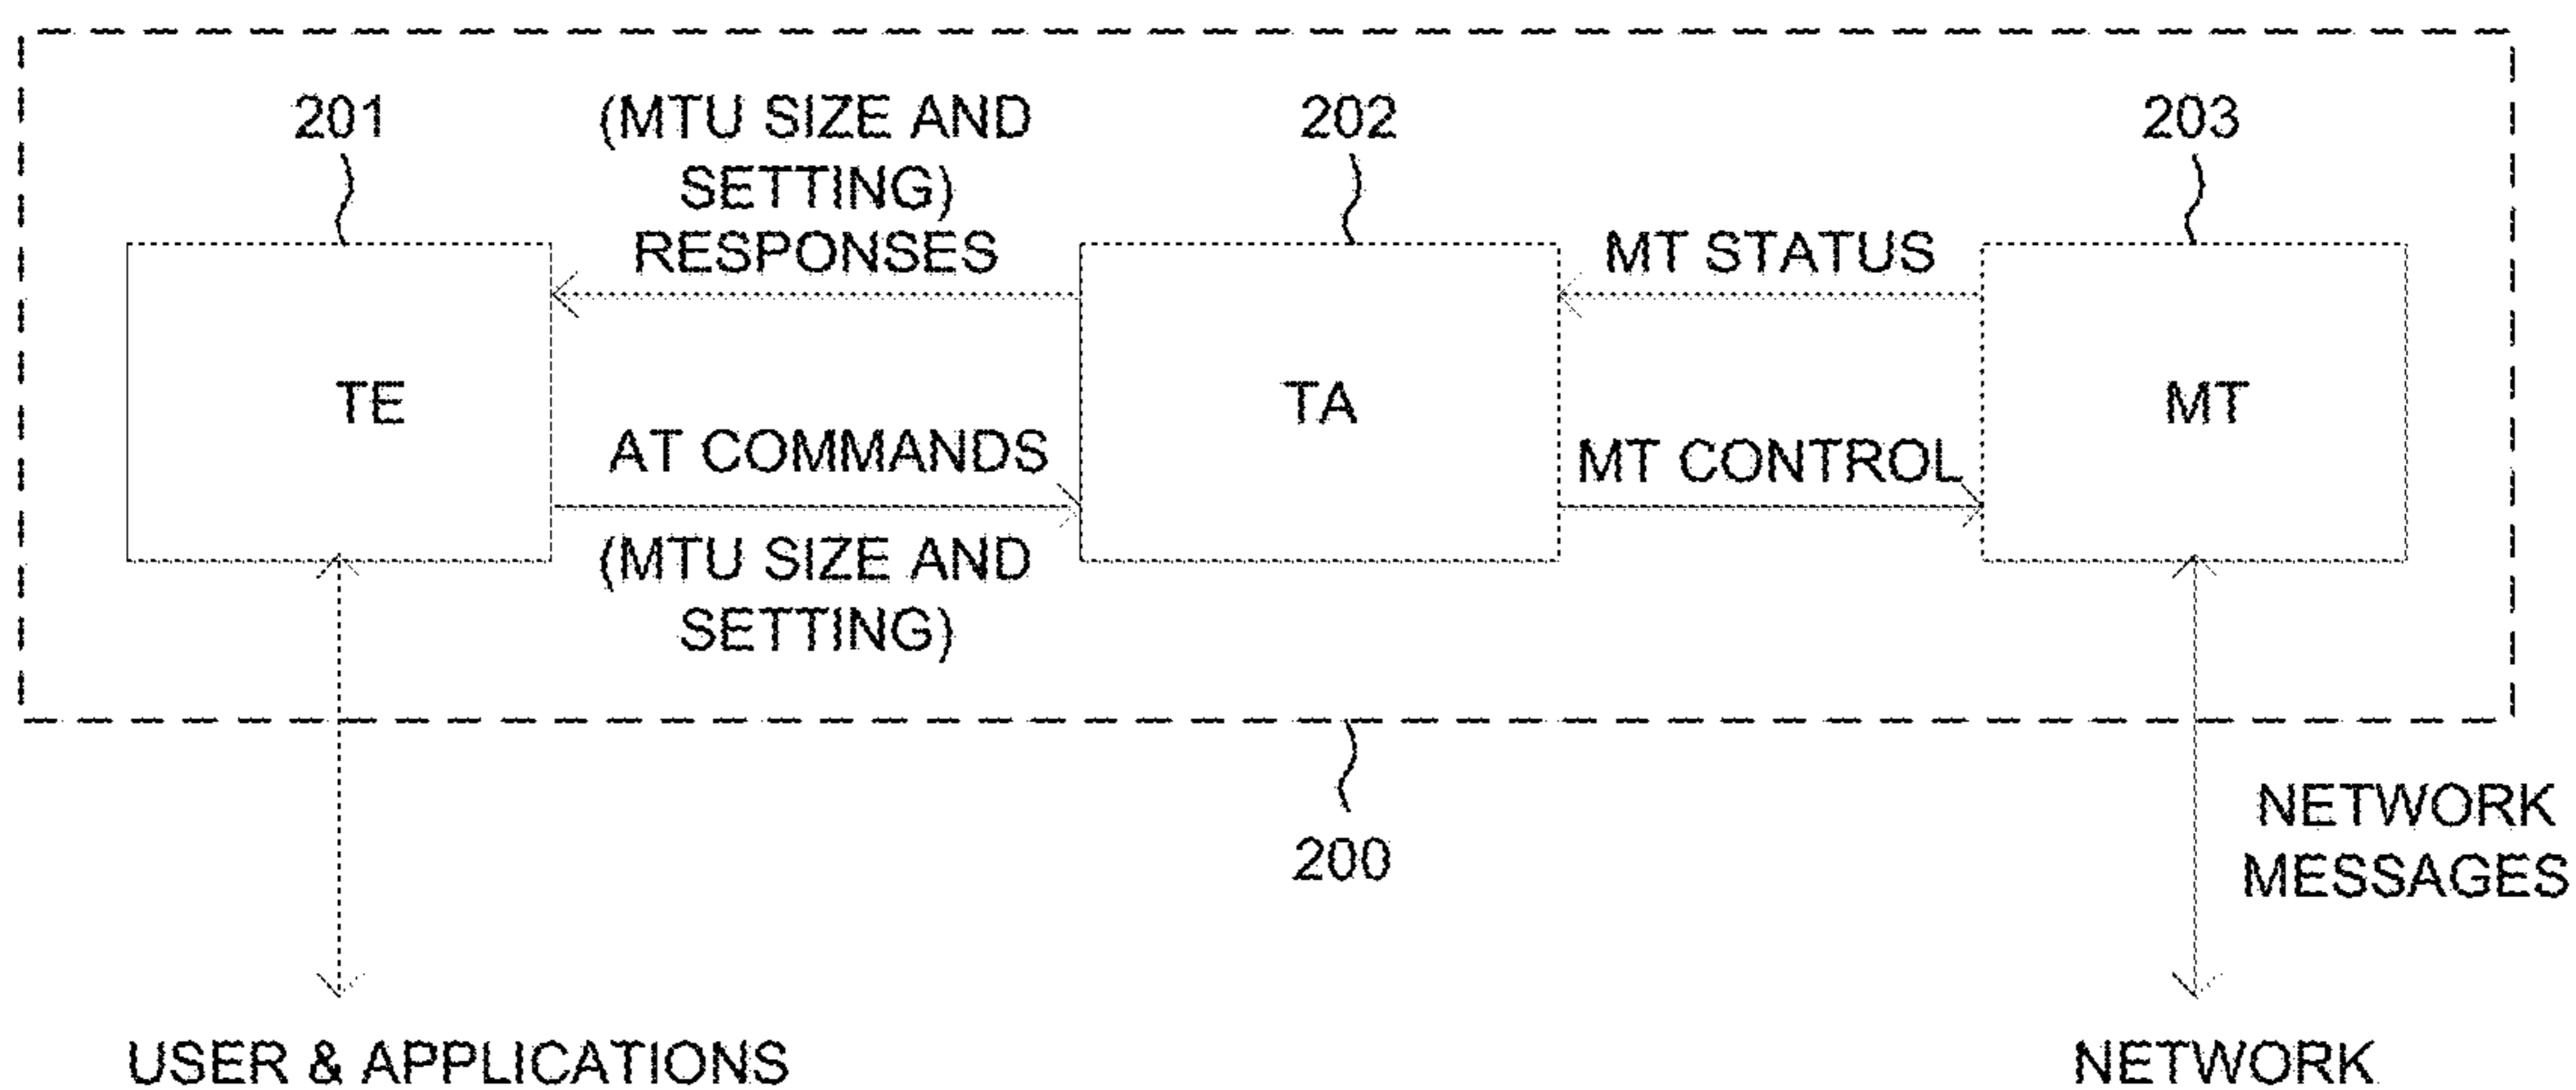 201
(MTU SIZE AND
SETTING)
RESPONSES
202
203
MT STATUS
TE
TA
MT
AT COMMANDS
MT CONTROL
(MTU SIZE AND
SETTING)
200
NETWORK
MESSAGES
USER & APPLICATIONS
NETWORK